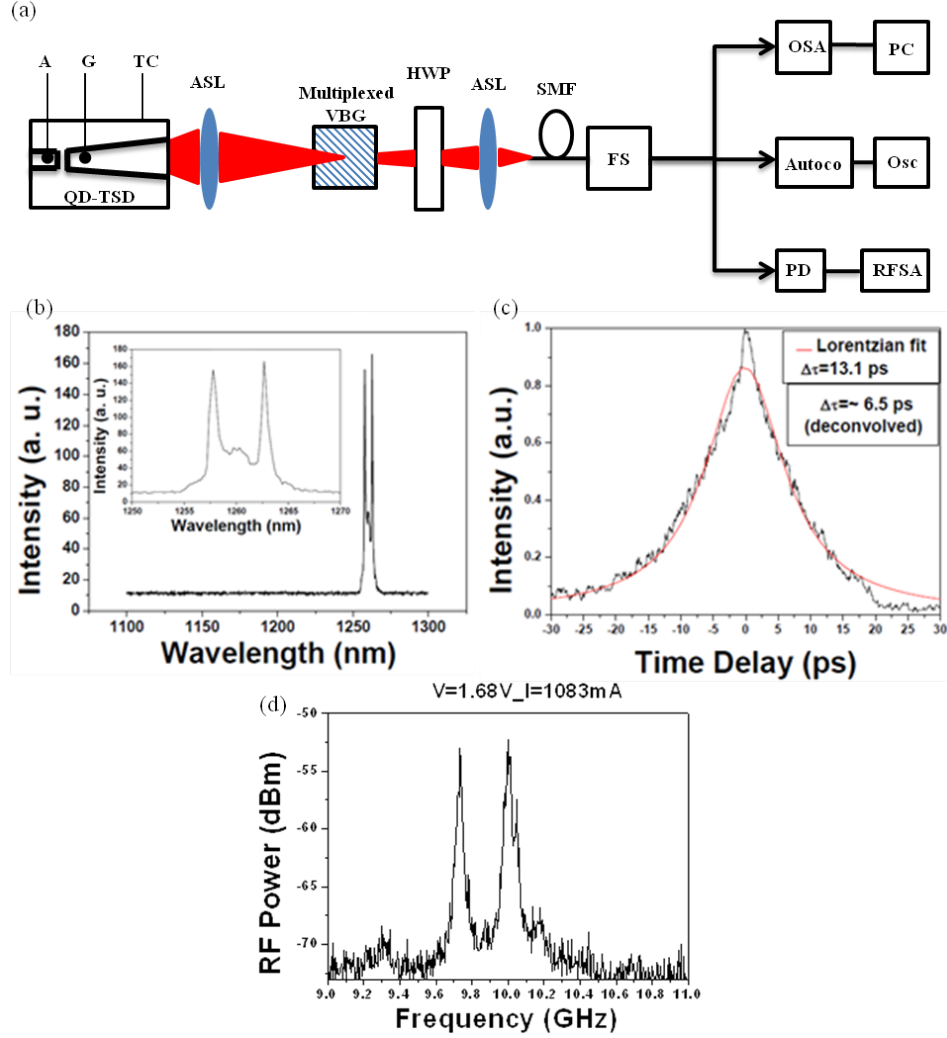 (a)
A G TC
ASL
Multiplexed
VBG
HWP
ASL
SMF
FS
QD-TSD
OSA
PC
Autoco
Osc
PD
RFSA
(b)
180
160
140
120
100
80
60
40
20
0
Intensity (a. u.)
1100 1150 1200 1250 1300
Wavelength (nm)
180
160
140
120
100
80
60
40
20
0
Intensity (a. u.)
1250 1255 1260 1265 1270
Wavelength (nm)
(c)
1.0
0.8
0.6
0.4
0.2
0.0
Intensity (a.u.)
Lorentzian fit
Δτ=13.1 ps
Δτ=~ 6.5 ps
(deconvolved)
-30 -25 -20 -15 -10 -5 0 5 10 15 20 25 30
Time Delay (ps)
V=1.68V_I=1083mA
(d)
-50
-55
-60
-65
-70
RF Power (dBm)
9.0 9.2 9.4 9.6 9.8 10.0 10.2 10.4 10.6 10.8 11.0
Frequency (GHz)